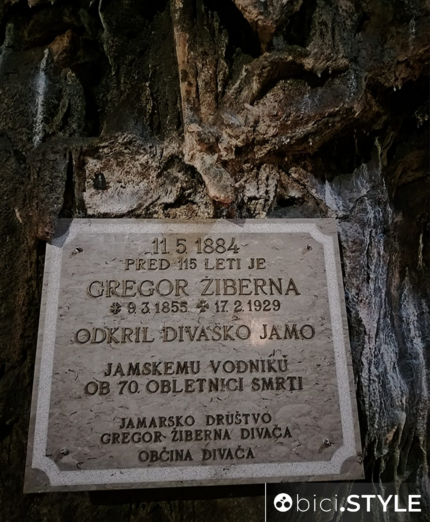 11. 5. 1884
PRED 115 LETI JE
GREGOR ŽIBERNA
✻ 9. 3. 1855 ✢ 17. 2. 1929
ODKRIL DIVAŠKO JAMO
JAMSKEMU VODNIKU
OB 70. OBLETNICI SMRTI
JAMARSKO DRUŠTVO
GREGOR ŽIBERNA DIVAČA
OBČINA DIVAČA
bici.STYLE